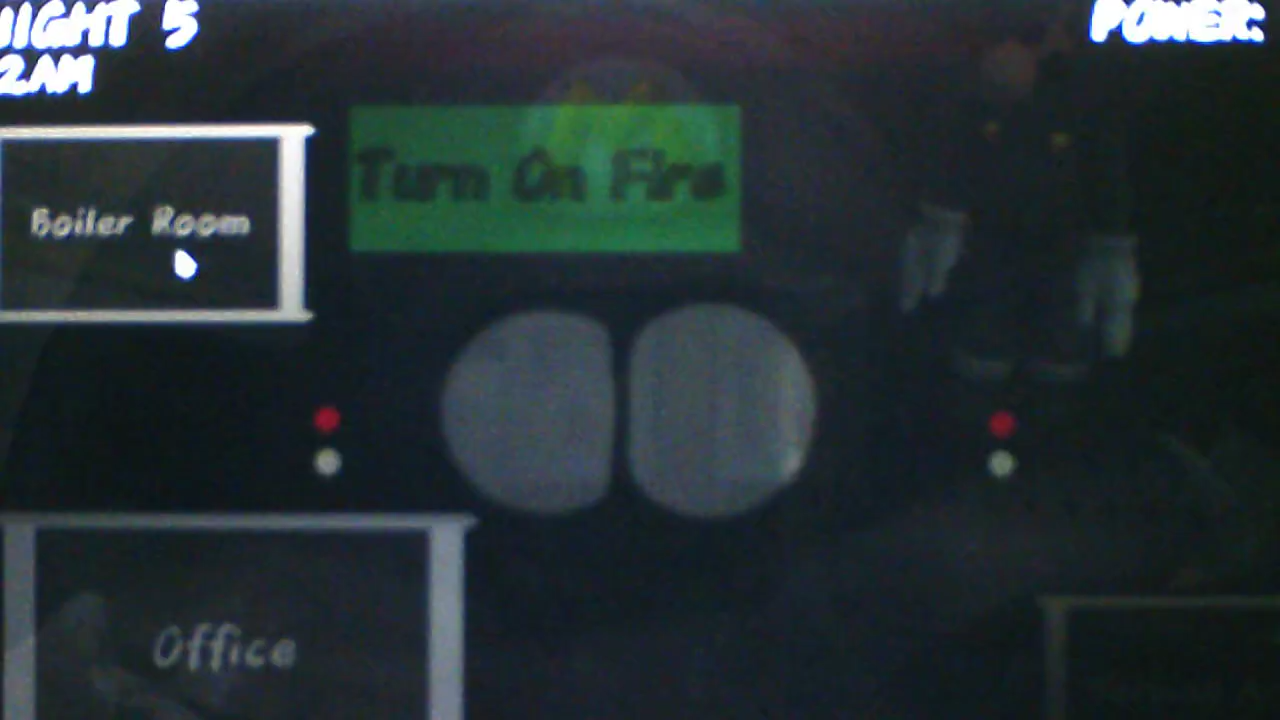 NIGHT 5
POWER:
2AM
Turn On Fire
Boiler Room
Office